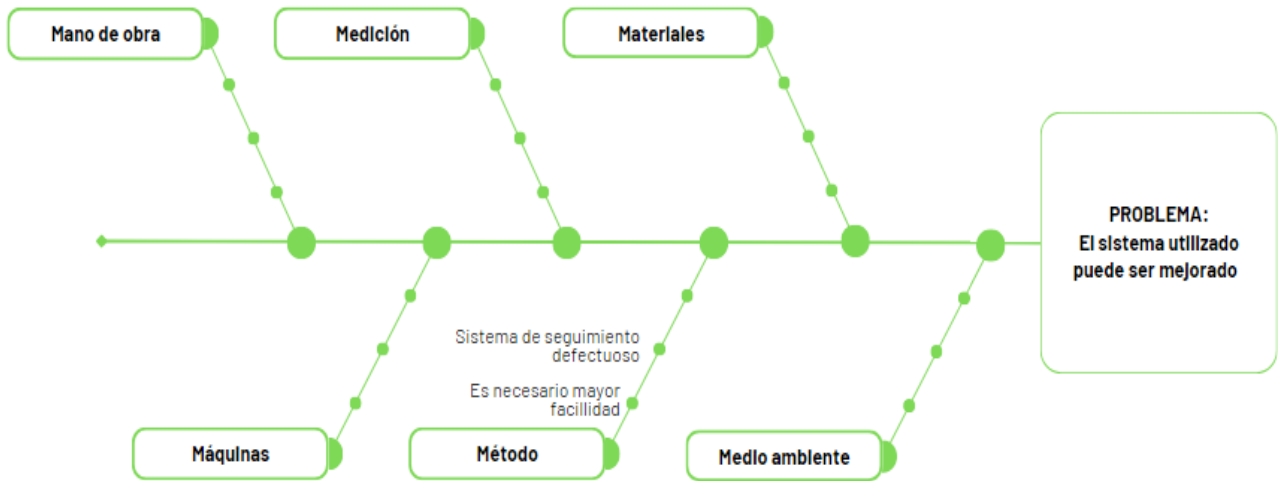 Mano de obra
Medición
Materiales
PROBLEMA:
El sistema utilizado
puede ser mejorado
Sistema de seguimiento
defectuoso
Es necesario mayor
facillidad
Máquinas
Método
Medio ambiente